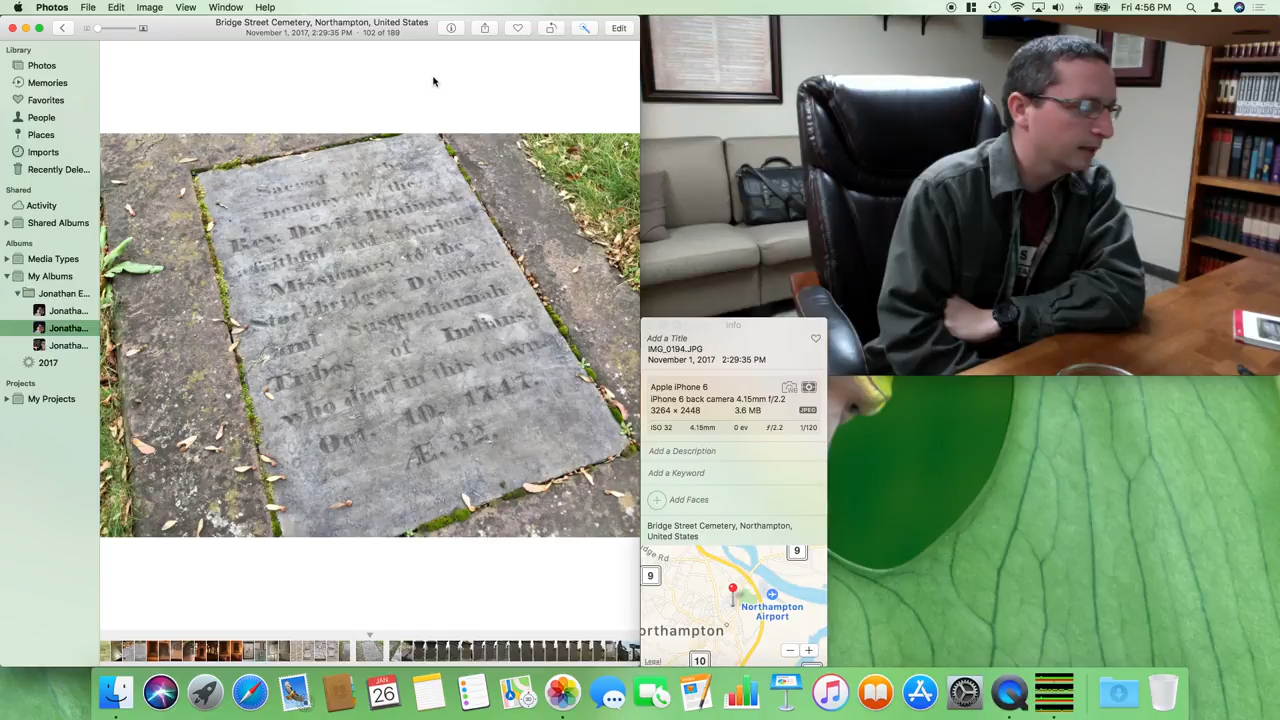 Photos File Edit Image View Window Help
Fri 4:56 PM
Bridge Street Cemetery, Northampton, United States
November 1, 2017, 2:29:35 PM · 102 of 189
Edit
Library
Photos
Memories
Favorites
People
Places
Imports
Recently Dele...
Shared
Activity
Shared Albums
Albums
Media Types
My Albums
Jonathan E...
Jonatha...
Jonatha...
Jonatha...
2017
Projects
My Projects
Sacred to the
memory of the
Rev. David Brainard
a faithful and laborious
Missionary to the
Stockbridge, Delaware
and Susquehannah
Tribes of Indians,
who died in this town
Oct. 10, 1747.
Æ. 32
Info
Add a Title
IMG_0194.JPG
November 1, 2017 2:29:35 PM
Apple iPhone 6
iPhone 6 back camera 4.15mm f/2.2
3264 × 2448 3.6 MB JPEG
ISO 32 4.15mm 0 ev ƒ/2.2 1/120
Add a Description
Add a Keyword
Add Faces
Bridge Street Cemetery, Northampton,
United States
dge Rd
9
9
Northampton
Airport
orthampton
10
Legal
JAN
26